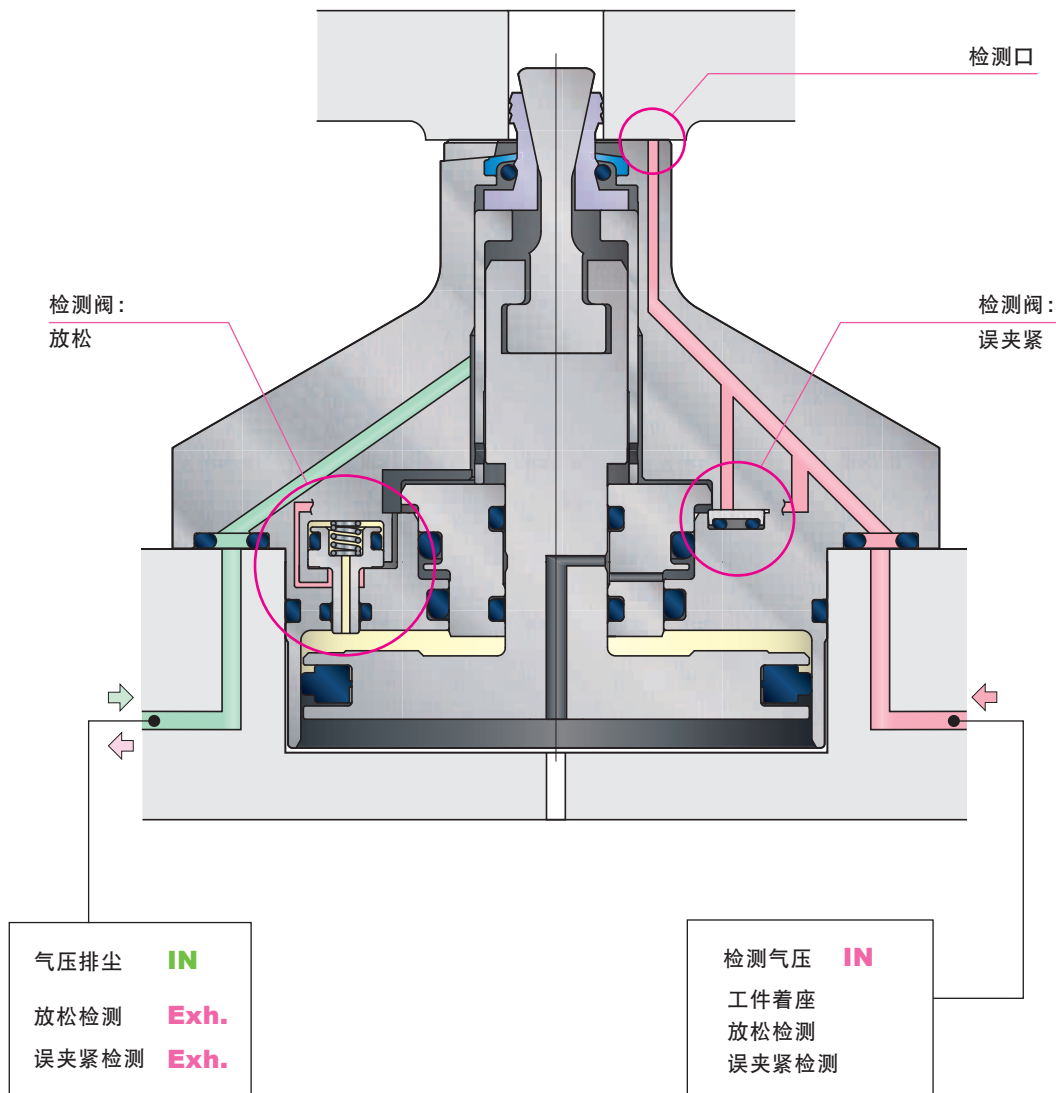 检测口
检测阀：
放松
检测阀：
误夹紧
气压排尘 IN
放松检测 Exh.
误夹紧检测 Exh.
检测气压 IN
工件着座
放松检测
误夹紧检测